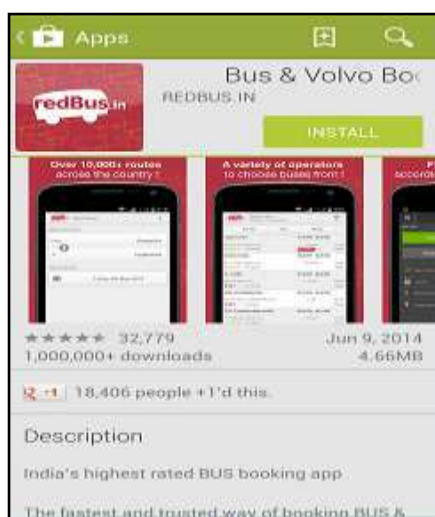 Apps
Bus & Volvo Bo
REDBUS.IN
redBus.in
INSTALL
Over 10,000+ routes
across the country !
A variety of operators
to choose buses from !
32,779
Jun 9, 2014
1,000,000+ downloads
4.66MB
+1
18,406 people +1'd this.
Description
India's highest rated BUS booking app
The fastest and trusted way of booking BUS &